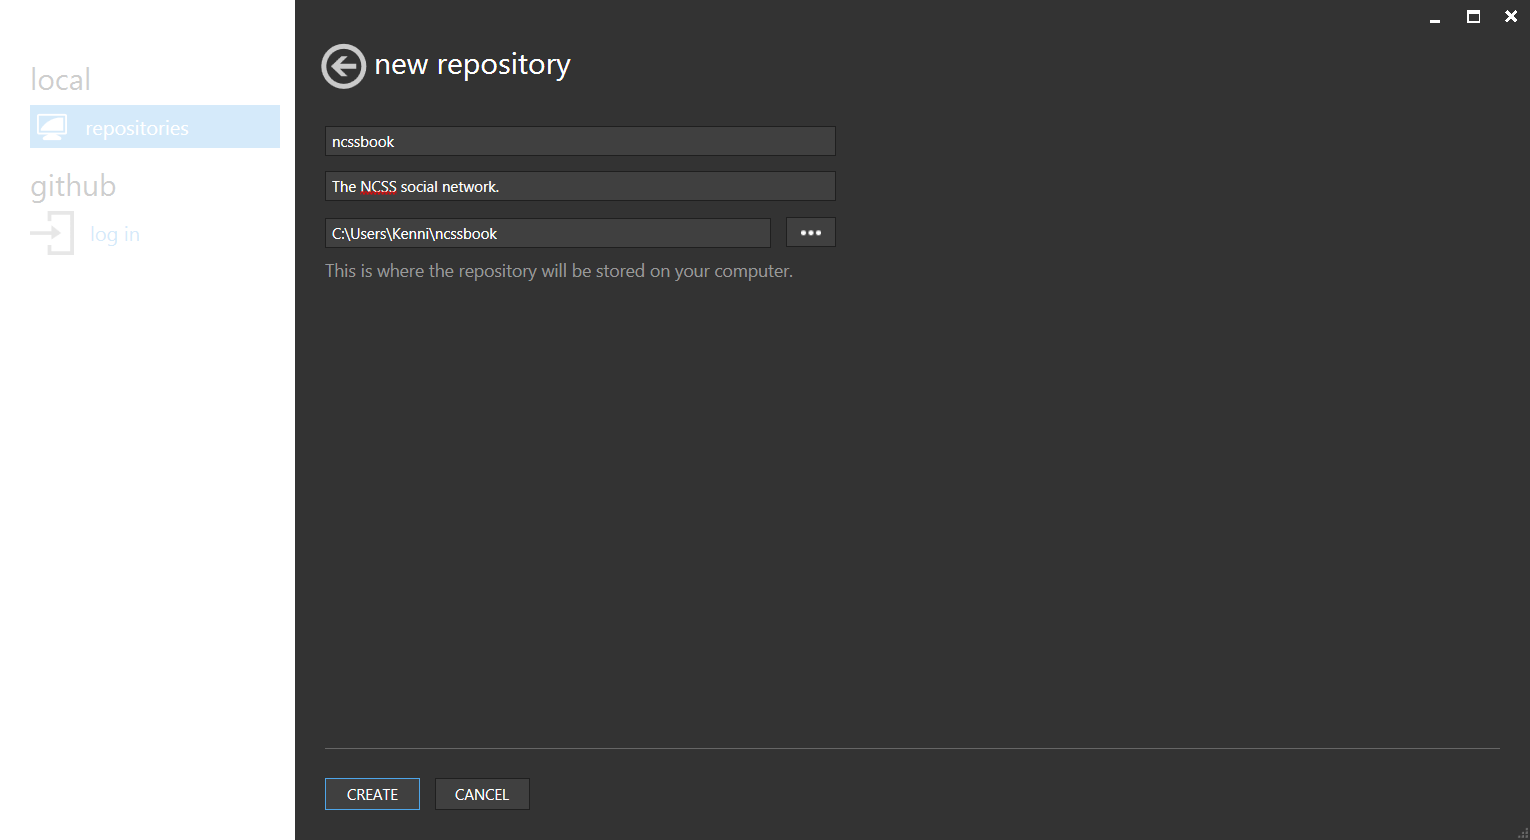 local
repositories
github
log in
new repository
ncssbook
The NCSS social network.
C:\Users\Kenni\ncssbook
This is where the repository will be stored on your computer.
CREATE
CANCEL